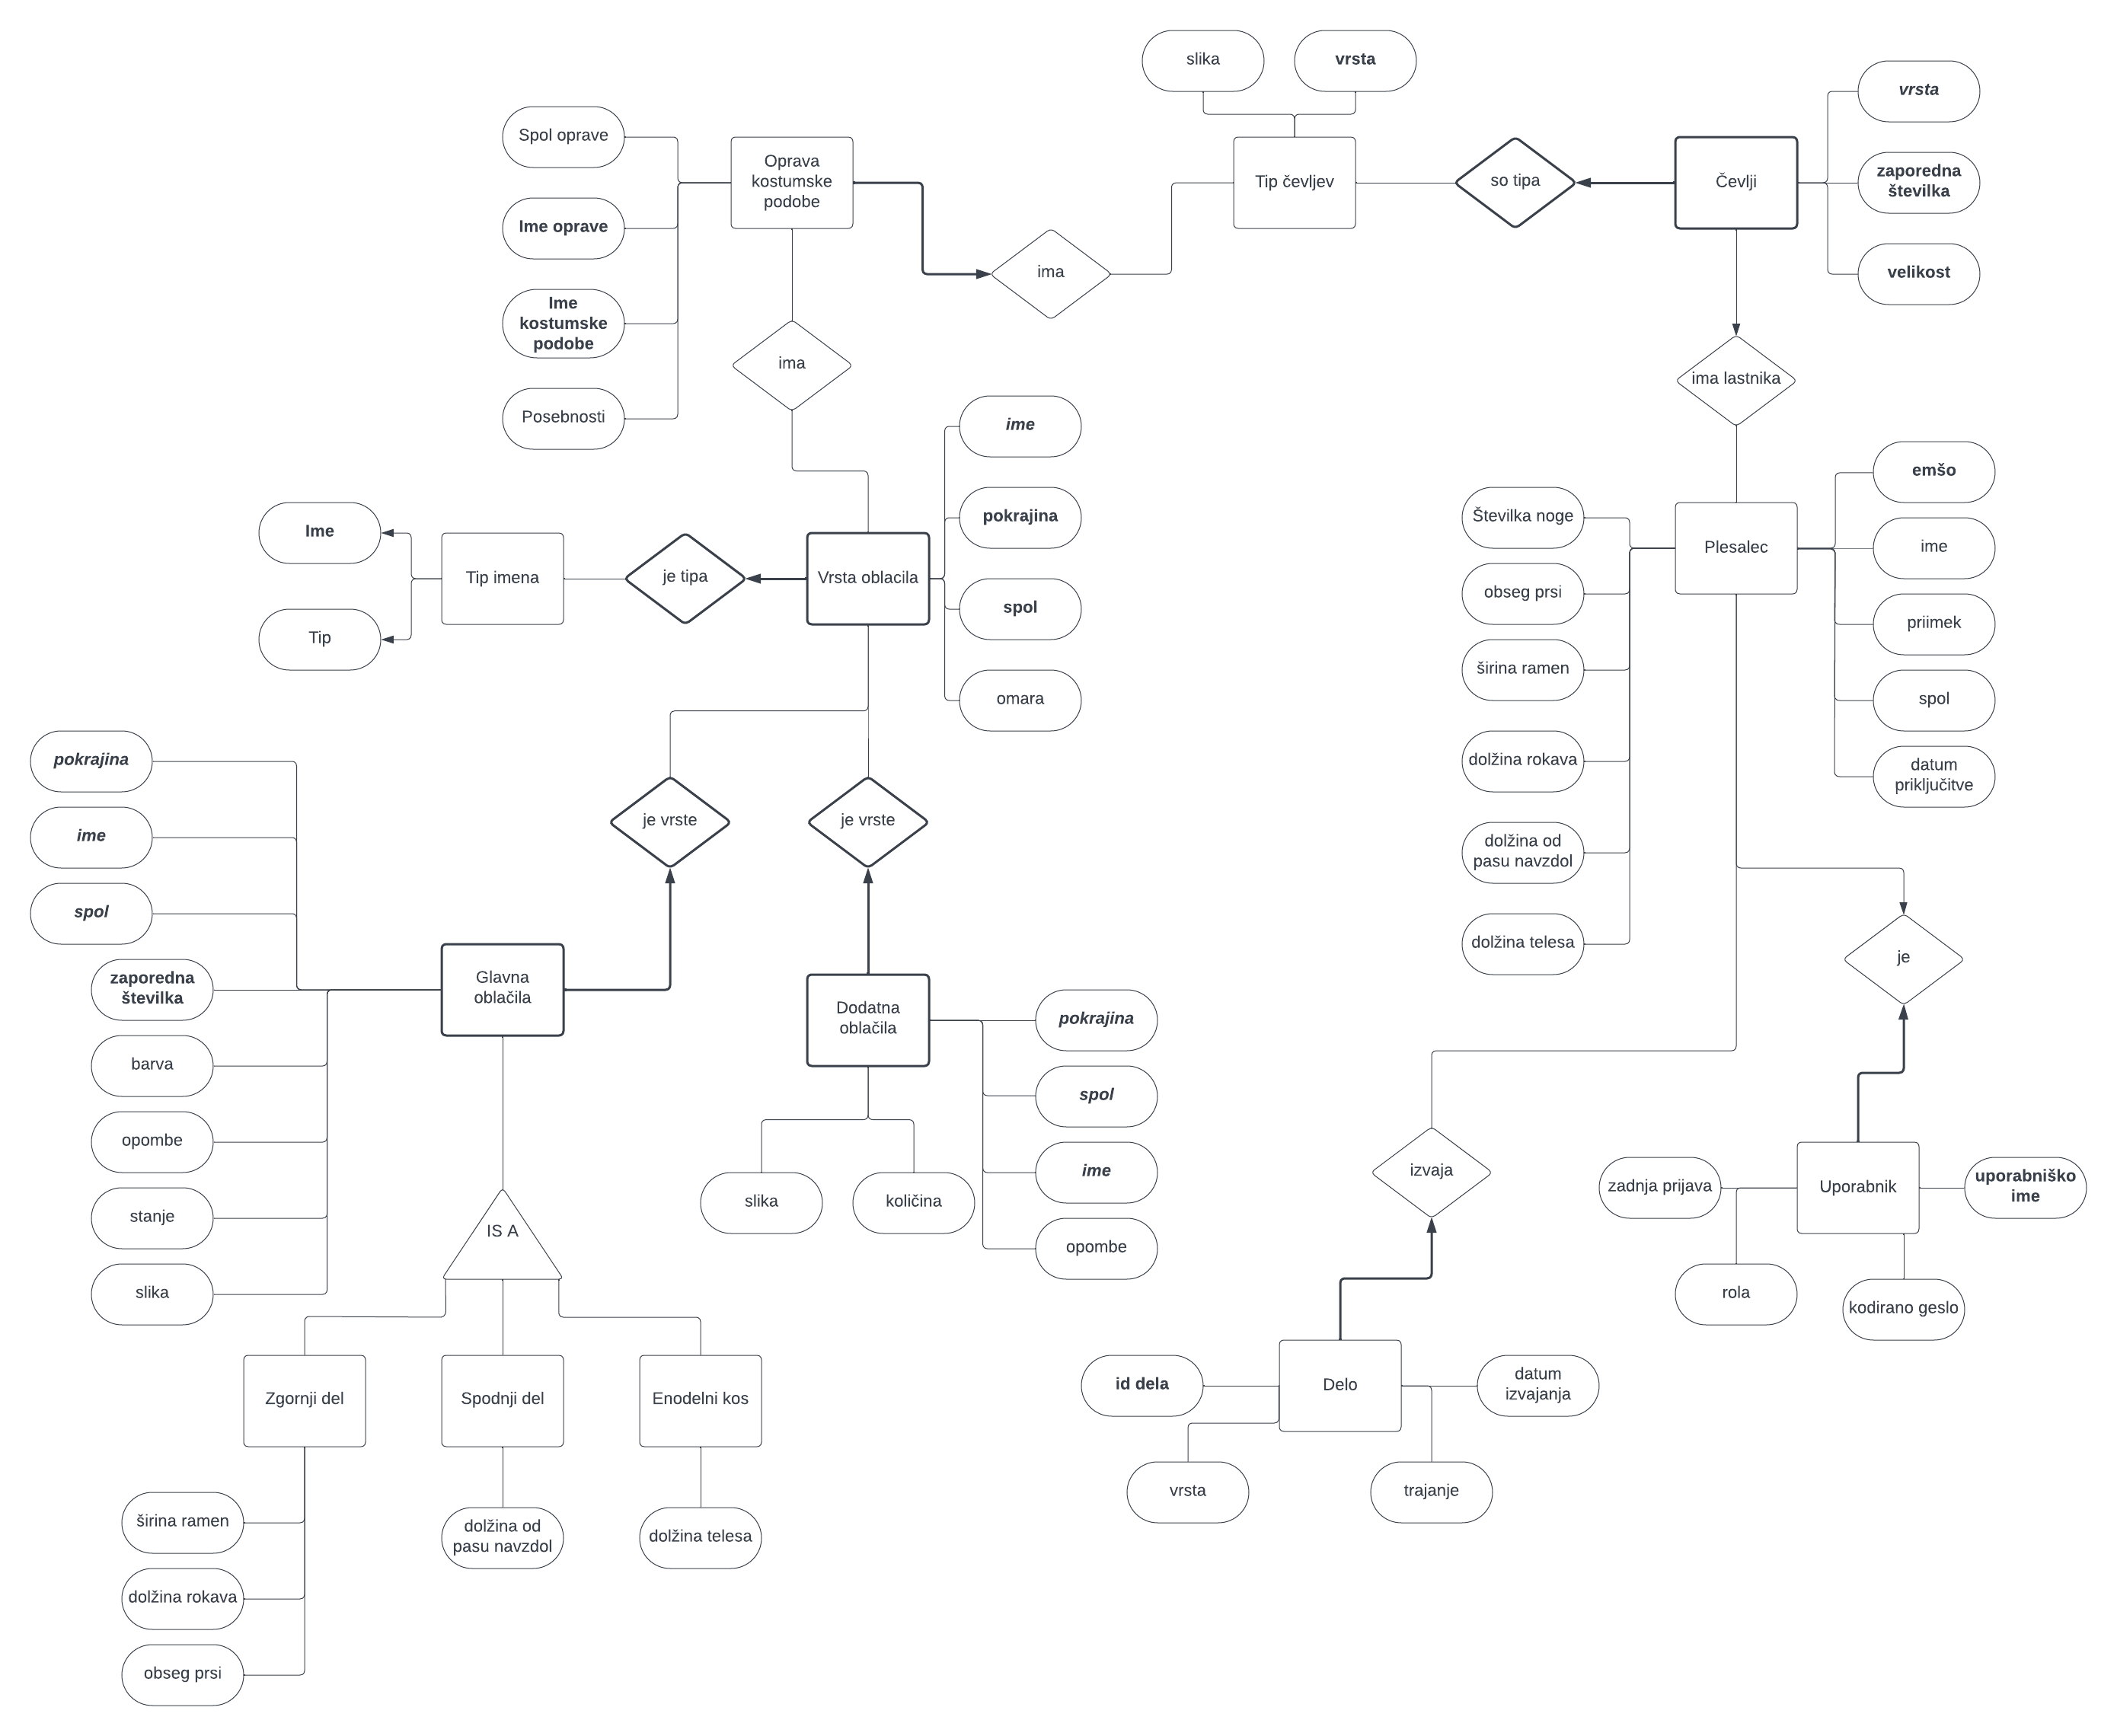 slika
vrsta
vrsta
Spol oprave
Oprava
kostumske
podobe
Tip čevljev
so tipa
Čevlji
zaporedna
številka
Ime oprave
ima
velikost
Ime
kostumske
podobe
ima
ima lastnika
Posebnosti
ime
emšo
Ime
pokrajina
Številka noge
Plesalec
ime
Tip imena
je tipa
Vrsta oblacila
obseg prsi
Tip
spol
priimek
širina ramen
omara
spol
pokrajina
dolžina rokava
datum
priključitve
ime
je vrste
je vrste
dolžina od
pasu navzdol
spol
dolžina telesa
je
zaporedna
številka
Glavna
oblačila
Dodatna
oblačila
pokrajina
barva
spol
opombe
ime
izvaja
slika
količina
zadnja prijava
Uporabnik
uporabniško
ime
stanje
IS A
opombe
slika
rola
kodirano geslo
Zgornji del
Spodnji del
Enodelni kos
id dela
Delo
datum
izvajanja
vrsta
trajanje
širina ramen
dolžina od
pasu navzdol
dolžina telesa
dolžina rokava
obseg prsi